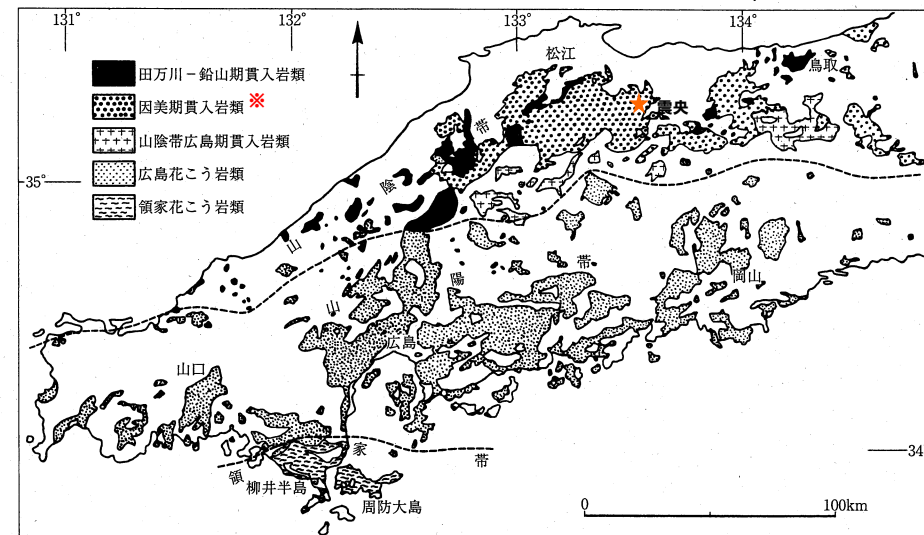 131°
132°
133°
134°
田万川－鉛山期貫入岩類
因美期貫入岩類 ※
山陰帯広島期貫入岩類
広島花こう岩類
領家花こう岩類
松江
鳥取
震央
35°
山陰帯
山陽帯
岡山
広島
山口
領家帯
34
柳井半島
周防大島
0 100km